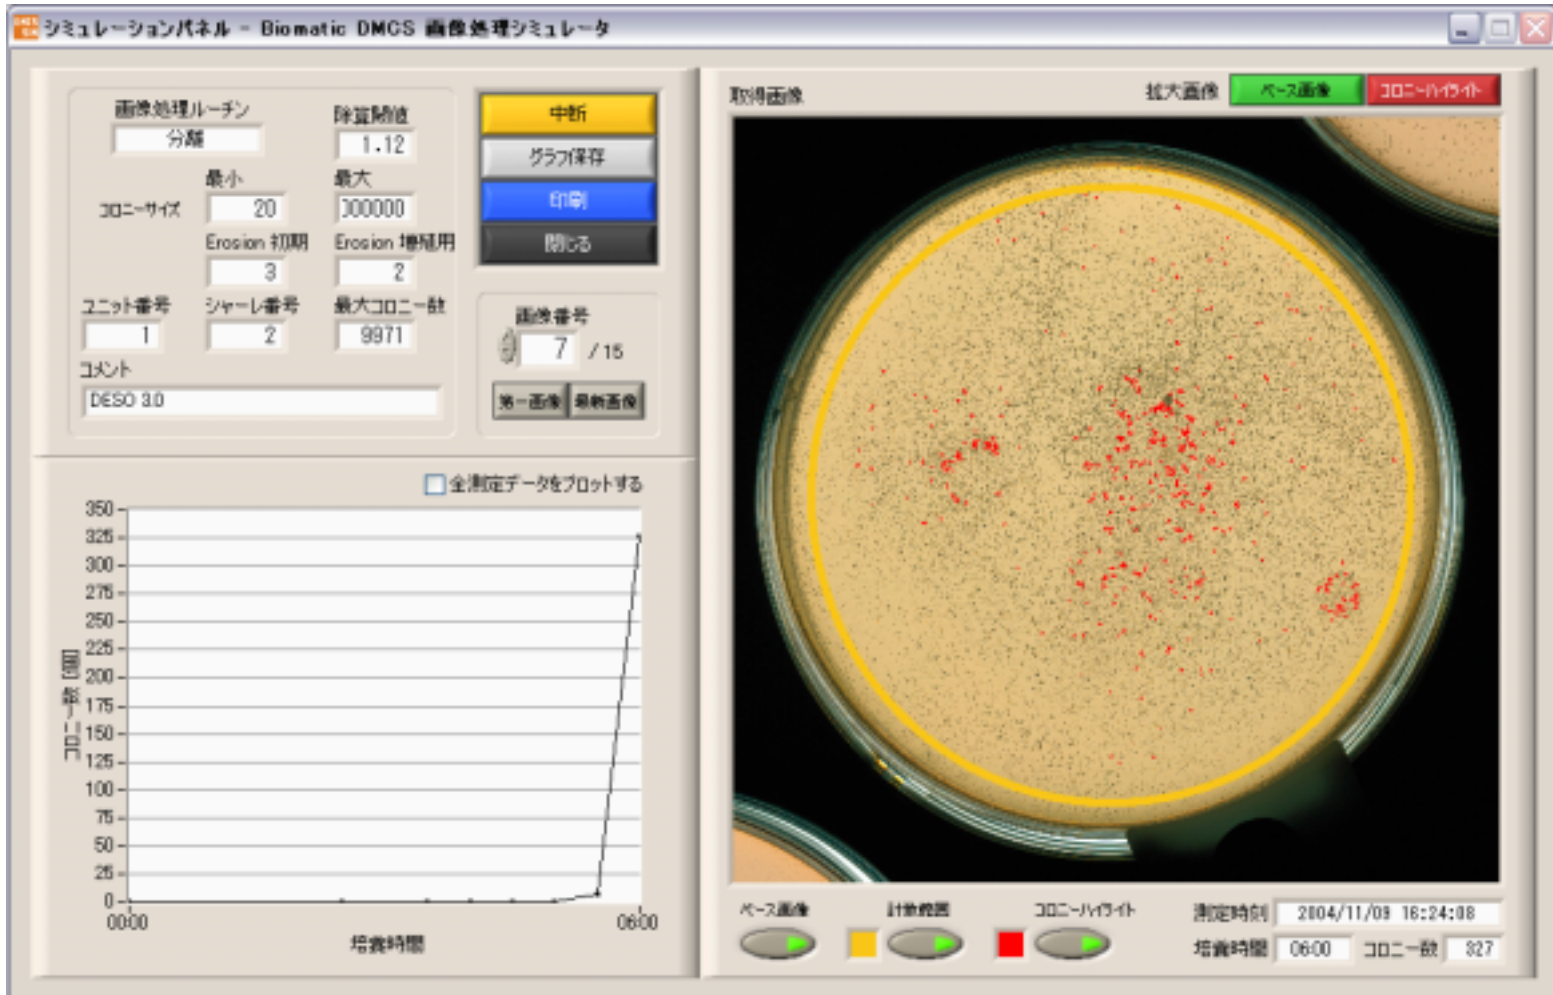 シミュレーションパネル - Biomatic DMCS 画像処理シミュレータ
画像処理ルーチン
分離
除算閾値
1.12
最小
最大
コロニーサイズ
20
000000
Erosion 初期
Erosion 増殖用
3
2
ユニット番号
シャーレ番号
最大コロニー数
1
2
9971
コメント
DESO 3.0
中断
グラフ保存
印刷
閉じる
画像番号
7 / 15
第一画像
最新画像
全測定データをプロットする
350
325
300
275
250
225
200
175
150
125
100
75
50
25
0
コロニー数 個
00:00
06:00
培養時間
取得画像
拡大画像
ベース画像
コロニーハイライト
ベース画像
計数範囲
コロニーハイライト
測定時刻
2004/11/09 16:24:08
培養時間
06:00
コロニー数
327